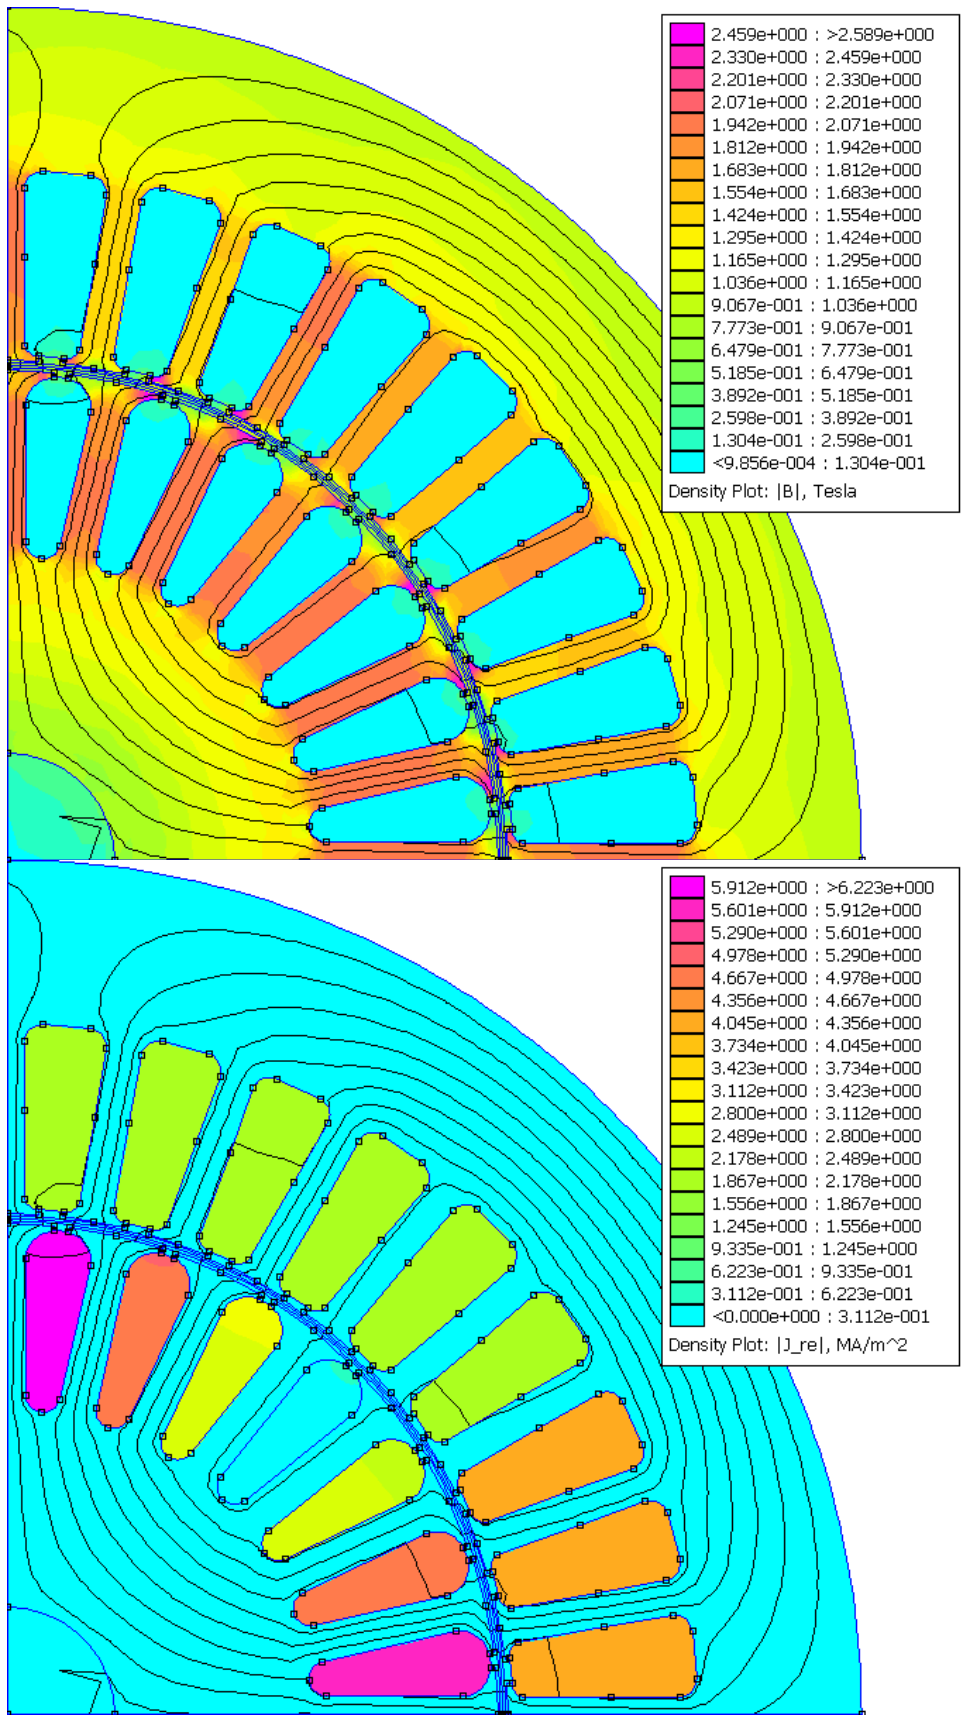 2.459e+000 : >2.589e+000
2.330e+000 : 2.459e+000
2.201e+000 : 2.330e+000
2.071e+000 : 2.201e+000
1.942e+000 : 2.071e+000
1.812e+000 : 1.942e+000
1.683e+000 : 1.812e+000
1.554e+000 : 1.683e+000
1.424e+000 : 1.554e+000
1.295e+000 : 1.424e+000
1.165e+000 : 1.295e+000
1.036e+000 : 1.165e+000
9.067e-001 : 1.036e+000
7.773e-001 : 9.067e-001
6.479e-001 : 7.773e-001
5.185e-001 : 6.479e-001
3.892e-001 : 5.185e-001
2.598e-001 : 3.892e-001
1.304e-001 : 2.598e-001
<9.856e-004 : 1.304e-001
Density Plot: |B|, Tesla
5.912e+000 : >6.223e+000
5.601e+000 : 5.912e+000
5.290e+000 : 5.601e+000
4.978e+000 : 5.290e+000
4.667e+000 : 4.978e+000
4.356e+000 : 4.667e+000
4.045e+000 : 4.356e+000
3.734e+000 : 4.045e+000
3.423e+000 : 3.734e+000
3.112e+000 : 3.423e+000
2.800e+000 : 3.112e+000
2.489e+000 : 2.800e+000
2.178e+000 : 2.489e+000
1.867e+000 : 2.178e+000
1.556e+000 : 1.867e+000
1.245e+000 : 1.556e+000
9.335e-001 : 1.245e+000
6.223e-001 : 9.335e-001
3.112e-001 : 6.223e-001
<0.000e+000 : 3.112e-001
Density Plot: |J_re|, MA/m^2